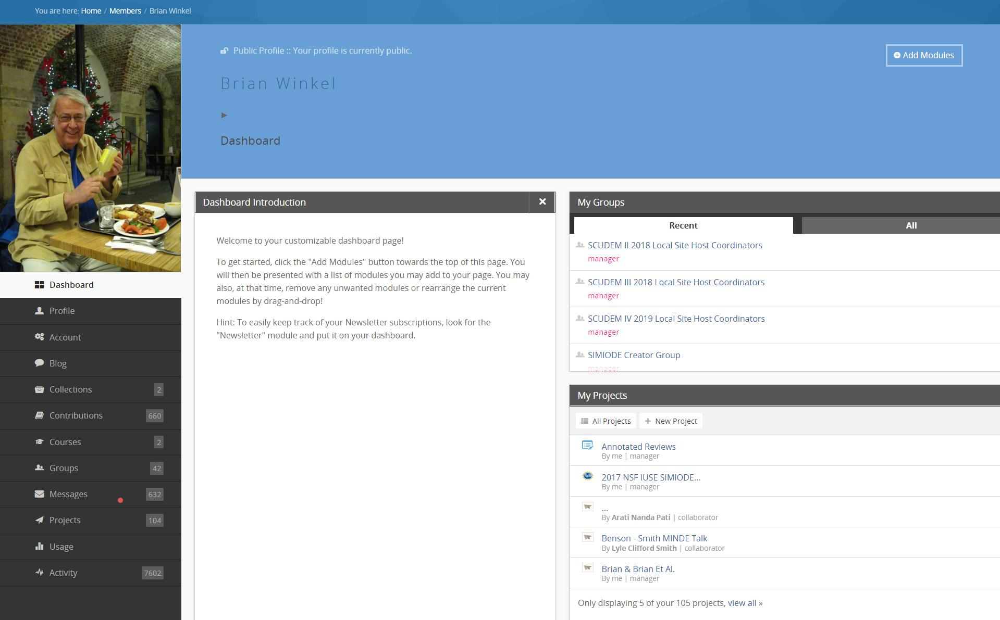 You are here: Home / Members / Brian Winkel
Public Profile :: Your profile is currently public.
Add Modules
Brian Winkel
Dashboard
Dashboard
Profile
Account
Blog
Collections 2
Contributions 660
Courses 2
Groups 42
Messages 632
Projects 104
Usage
Activity 7602
Dashboard Introduction
Welcome to your customizable dashboard page!
To get started, click the "Add Modules" button towards the top of this page. You
will then be presented with a list of modules you may add to your page. You may
also, at that time, remove any unwanted modules or rearrange the current
modules by drag-and-drop!
Hint: To easily keep track of your Newsletter subscriptions, look for the
"Newsletter" module and put it on your dashboard.
My Groups
Recent All
SCUDEM II 2018 Local Site Host Coordinators
manager
SCUDEM III 2018 Local Site Host Coordinators
manager
SCUDEM IV 2019 Local Site Host Coordinators
manager
SIMIODE Creator Group
manager
My Projects
All Projects New Project
Annotated Reviews
By me | manager
2017 NSF IUSE SIMIODE...
By me | manager
...
By Arati Nanda Pati | collaborator
Benson - Smith MINDE Talk
By Lyle Clifford Smith | collaborator
Brian & Brian Et Al.
By me | manager
Only displaying 5 of your 105 projects, view all »